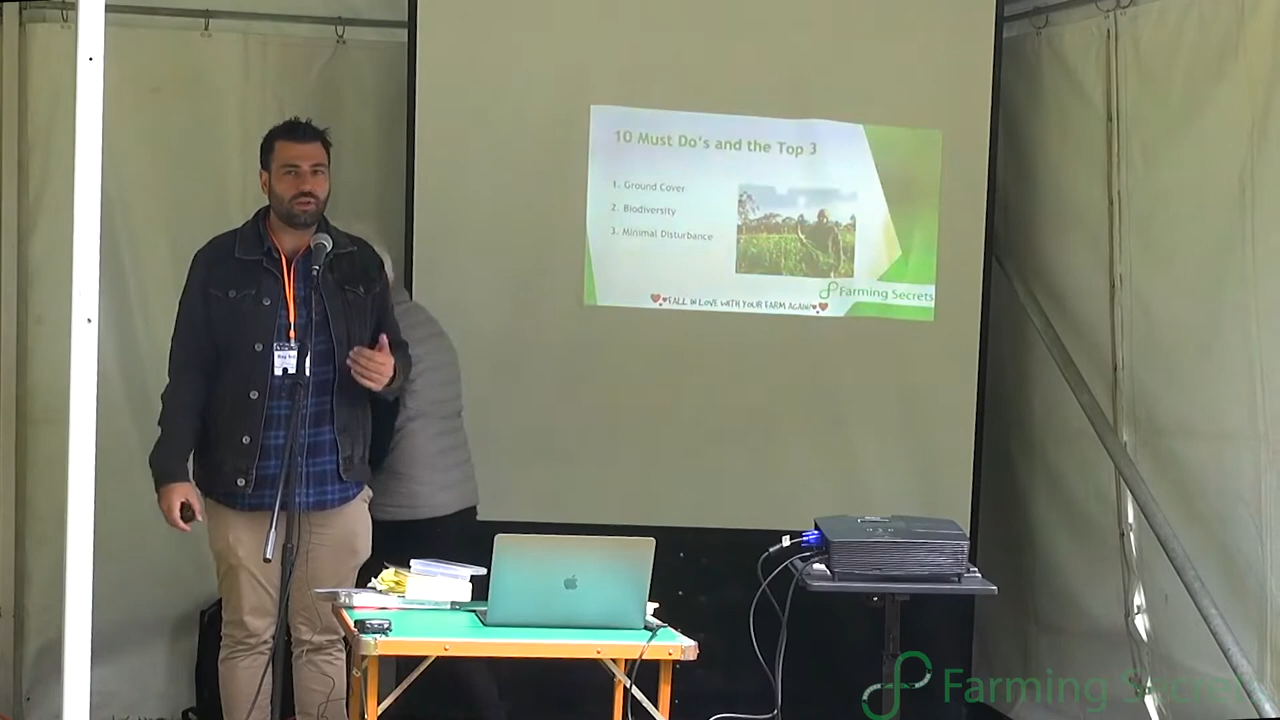 10 Must Do's and the Top 3
1. Ground Cover
2. Biodiversity
3. Minimal Disturbance
Farming Secrets
FALL IN LOVE WITH YOUR FARM AGAIN!
Farming